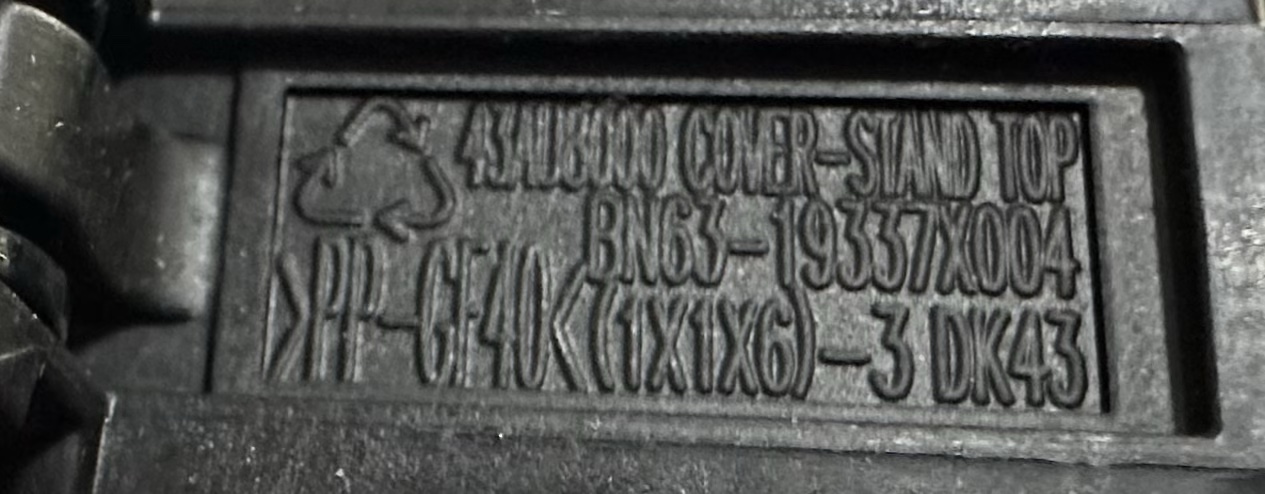 43AU8000 COVER-STAND TOP
BN63-19337X004
>PP-GF40<(1X1X6)-3 DK43